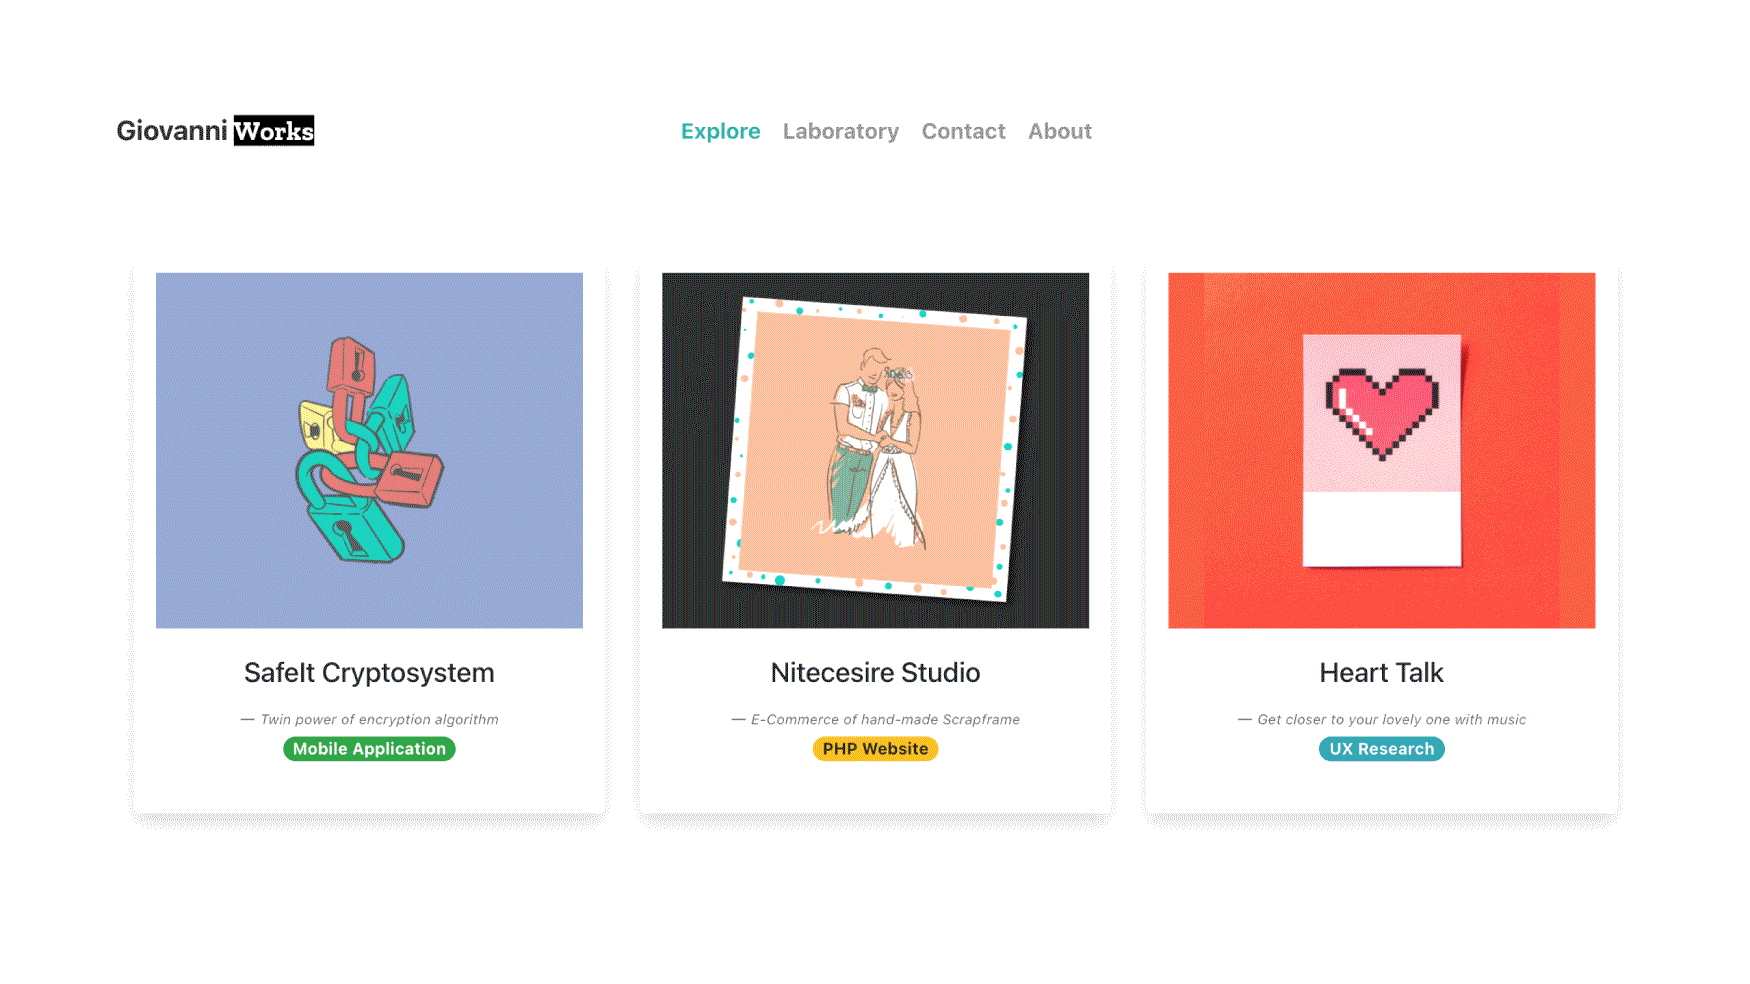 Giovanni Works
Explore Laboratory Contact About
SafeIt Cryptosystem
— Twin power of encryption algorithm
Mobile Application
Nitecesire Studio
— E-Commerce of hand-made Scrapframe
PHP Website
Heart Talk
— Get closer to your lovely one with music
UX Research